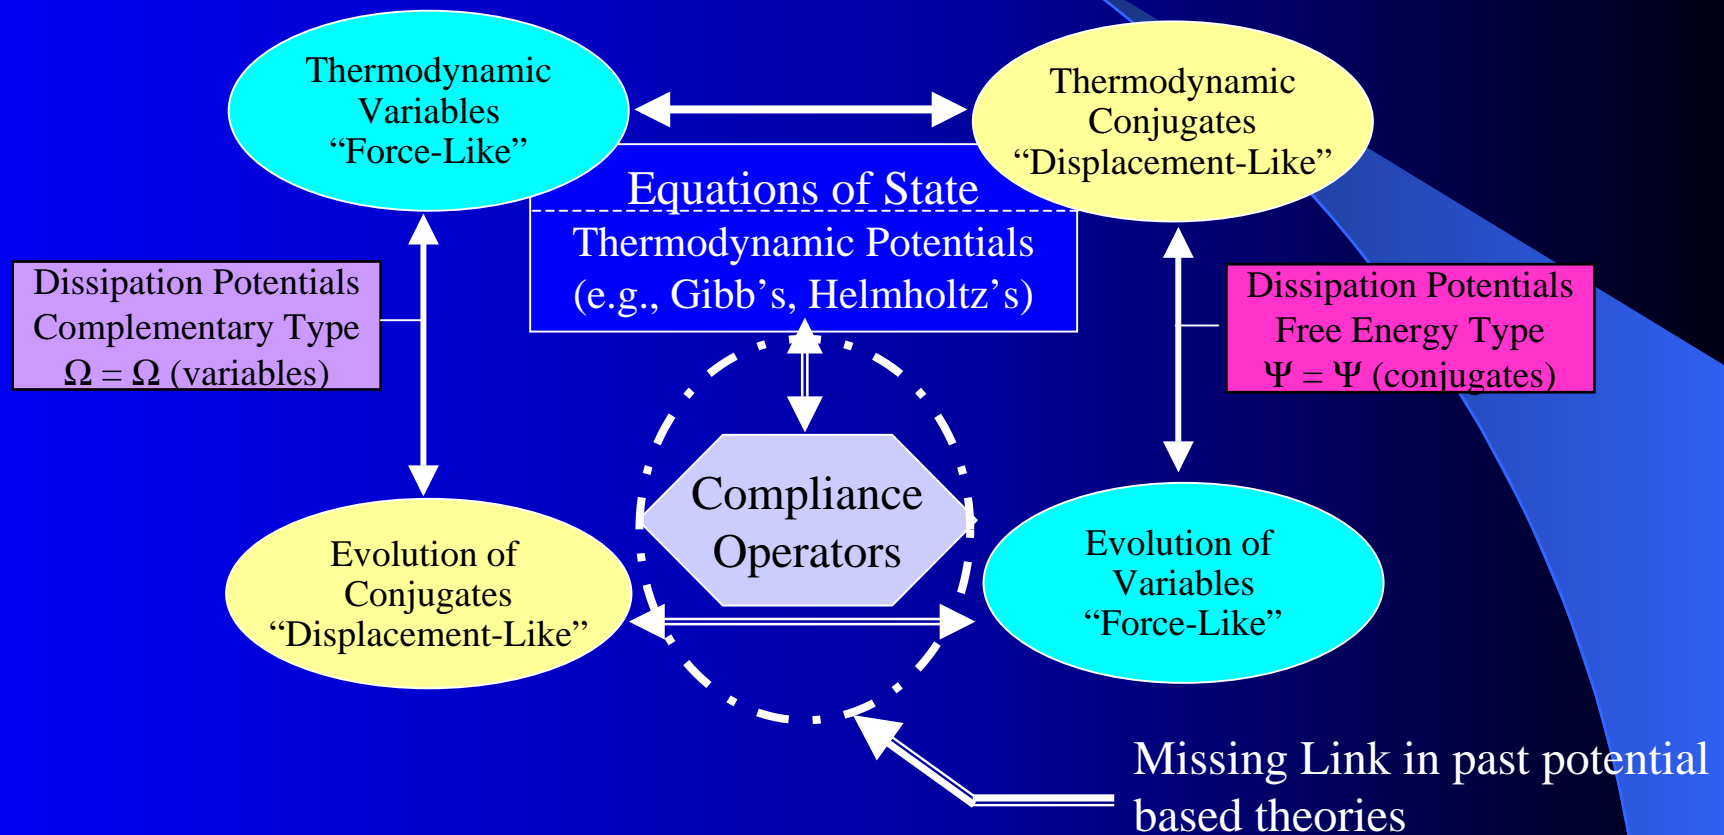 Thermodynamic
Variables
“Force-Like”
Thermodynamic
Conjugates
“Displacement-Like”
Equations of State
Thermodynamic Potentials
(e.g., Gibb’s, Helmholtz’s)
Dissipation Potentials
Complementary Type
Ω = Ω (variables)
Dissipation Potentials
Free Energy Type
Ψ = Ψ (conjugates)
Compliance
Operators
Evolution of
Conjugates
“Displacement-Like”
Evolution of
Variables
“Force-Like”
Missing Link in past potential
based theories